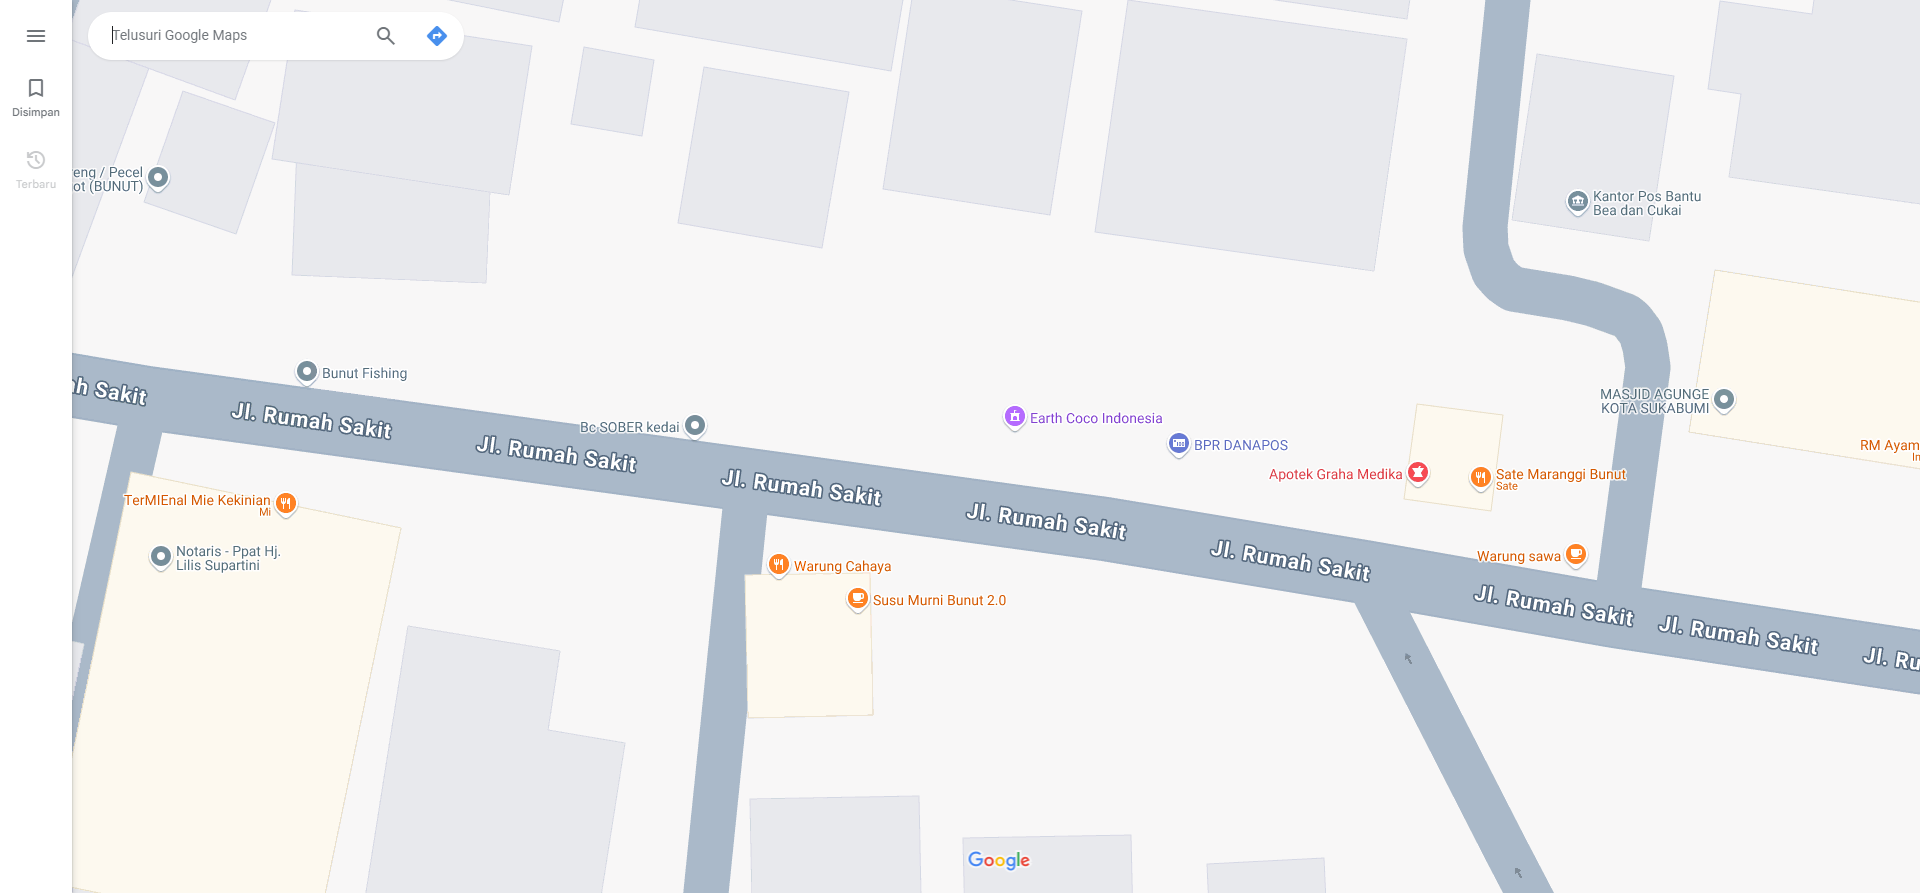 Telusuri Google Maps
Disimpan
Terbaru
reng / Pecel
ot (BUNUT)
Kantor Pos Bantu
Bea dan Cukai
Bunut Fishing
h Sakit
Jl. Rumah Sakit
Bc SOBER kedai
Jl. Rumah Sakit
Earth Coco Indonesia
BPR DANAPOS
MASJID AGUNGE
KOTA SUKABUMI
RM Ayam
In
Apotek Graha Medika
Sate Maranggi Bunut
Sate
Jl. Rumah Sakit
TerMIEnal Mie Kekinian
Mi
Jl. Rumah Sakit
Notaris - Ppat Hj.
Lilis Supartini
Warung Cahaya
Jl. Rumah Sakit
Warung sawa
Susu Murni Bunut 2.0
Jl. Rumah Sakit
Jl. Rumah Sakit
Jl. Ru
Google